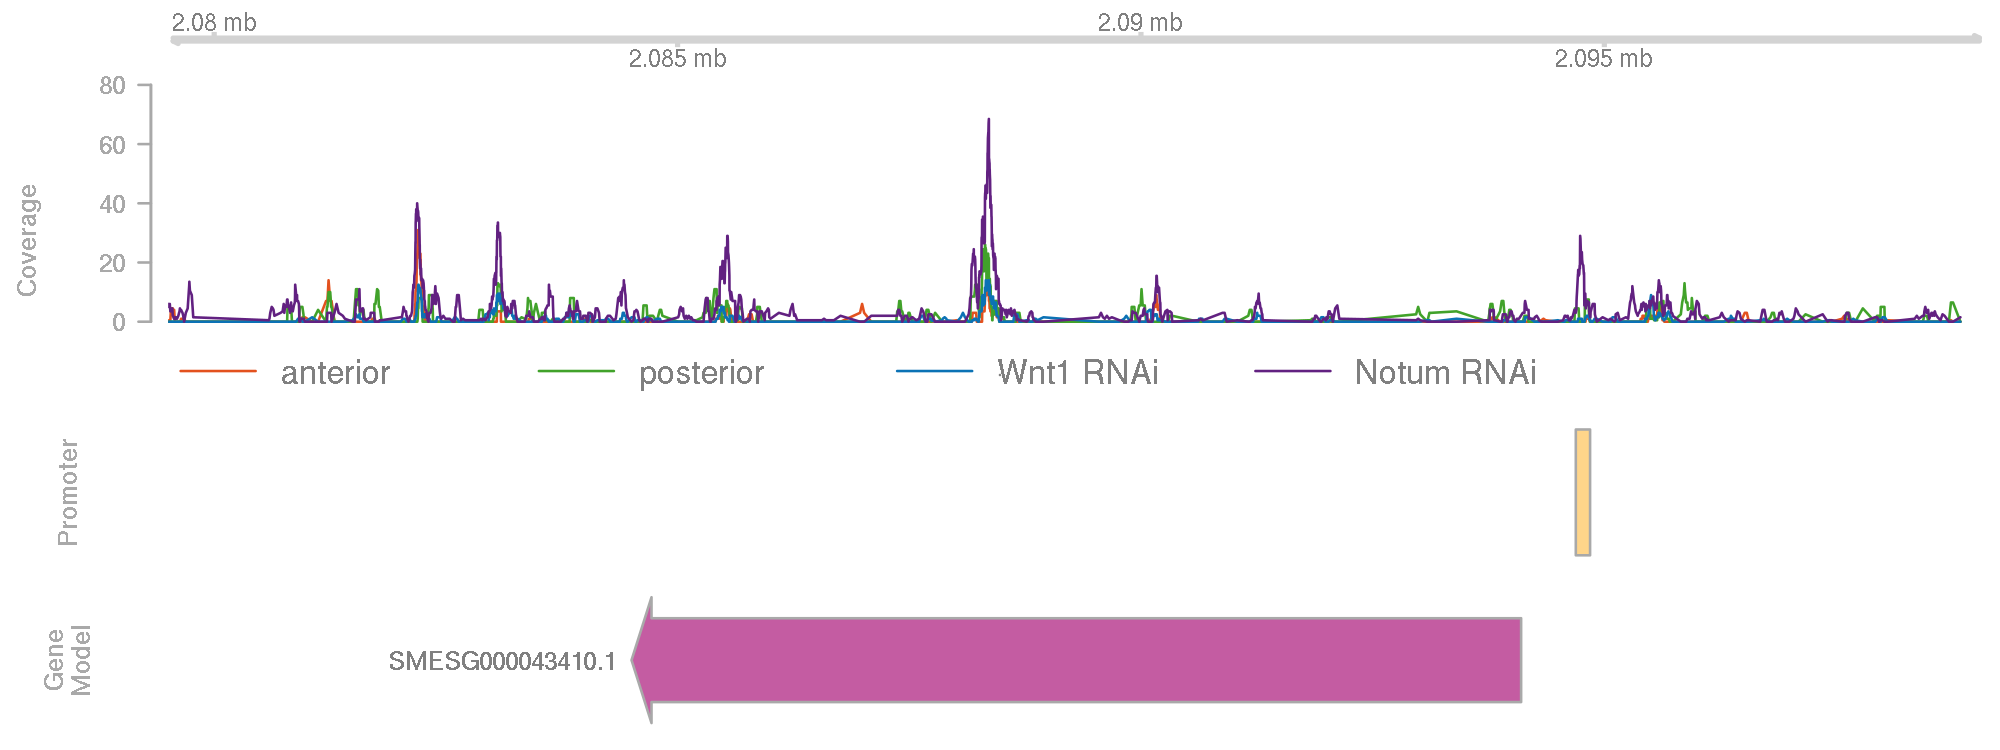 2.08 mb
2.09 mb
2.085 mb
2.095 mb
80
60
40
20
0
Coverage
anterior posterior Wnt1 RNAi Notum RNAi
Promoter
Gene
Model
SMESG000043410.1